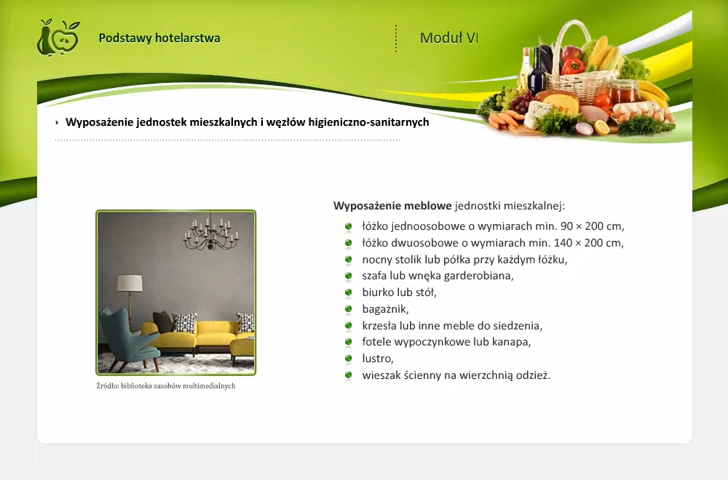 Podstawy hotelarstwa
Moduł VI
Wyposażenie jednostek mieszkalnych i węzłów higieniczno-sanitarnych
Wyposażenie meblowe jednostki mieszkalnej:
łóżko jednoosobowe o wymiarach min. 90 × 200 cm,
łóżko dwuosobowe o wymiarach min. 140 × 200 cm,
nocny stolik lub półka przy każdym łóżku,
szafa lub wnęka garderobiana,
biurko lub stół,
bagażnik,
krzesła lub inne meble do siedzenia,
fotele wypoczynkowe lub kanapa,
lustro,
wieszak ścienny na wierzchnią odzież.
Źródło: biblioteka zasobów multimedialnych